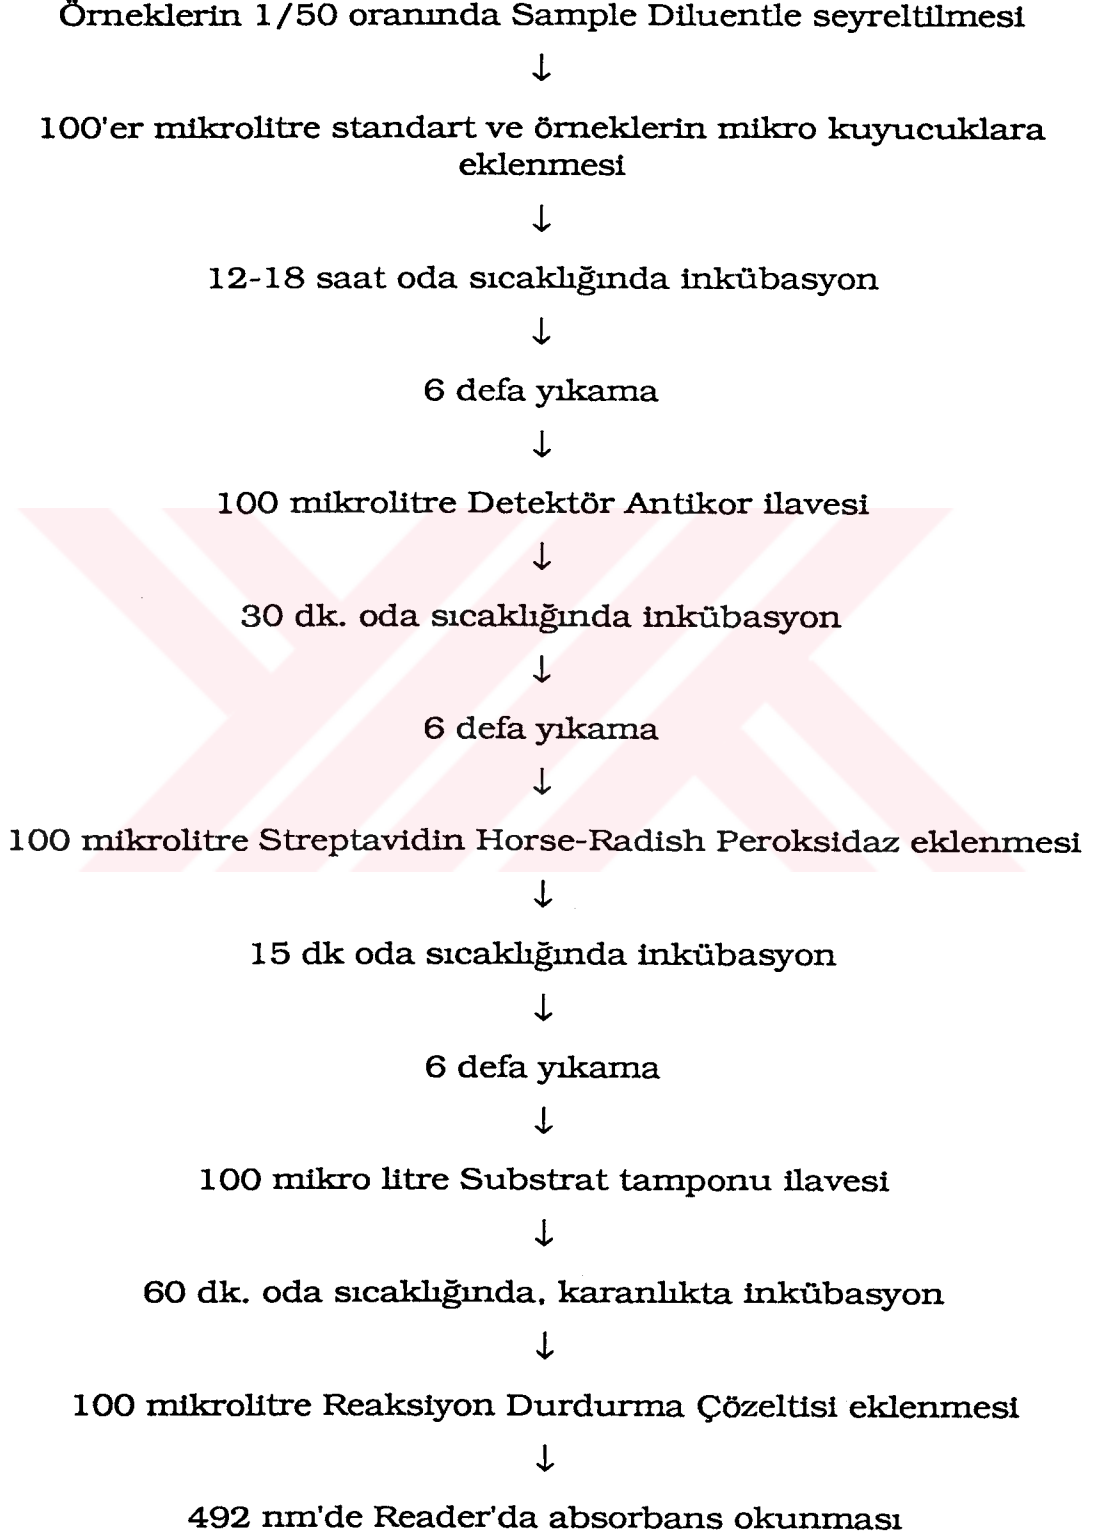 Örneklerin 1/50 oranında Sample Diluentle seyreltilmesi
↓
100'er mikrolitre standart ve örneklerin mikro kuyucuklara
eklenmesi
↓
12-18 saat oda sıcaklığında inkübasyon
↓
6 defa yıkama
↓
100 mikrolitre Detektör Antikor ilavesi
↓
30 dk. oda sıcaklığında inkübasyon
↓
6 defa yıkama
↓
100 mikrolitre Streptavidin Horse-Radish Peroksidaz eklenmesi
↓
15 dk oda sıcaklığında inkübasyon
↓
6 defa yıkama
↓
100 mikro litre Substrat tamponu ilavesi
↓
60 dk. oda sıcaklığında, karanlıkta inkübasyon
↓
100 mikrolitre Reaksiyon Durdurma Çözeltisi eklenmesi
↓
492 nm'de Reader'da absorbans okunması